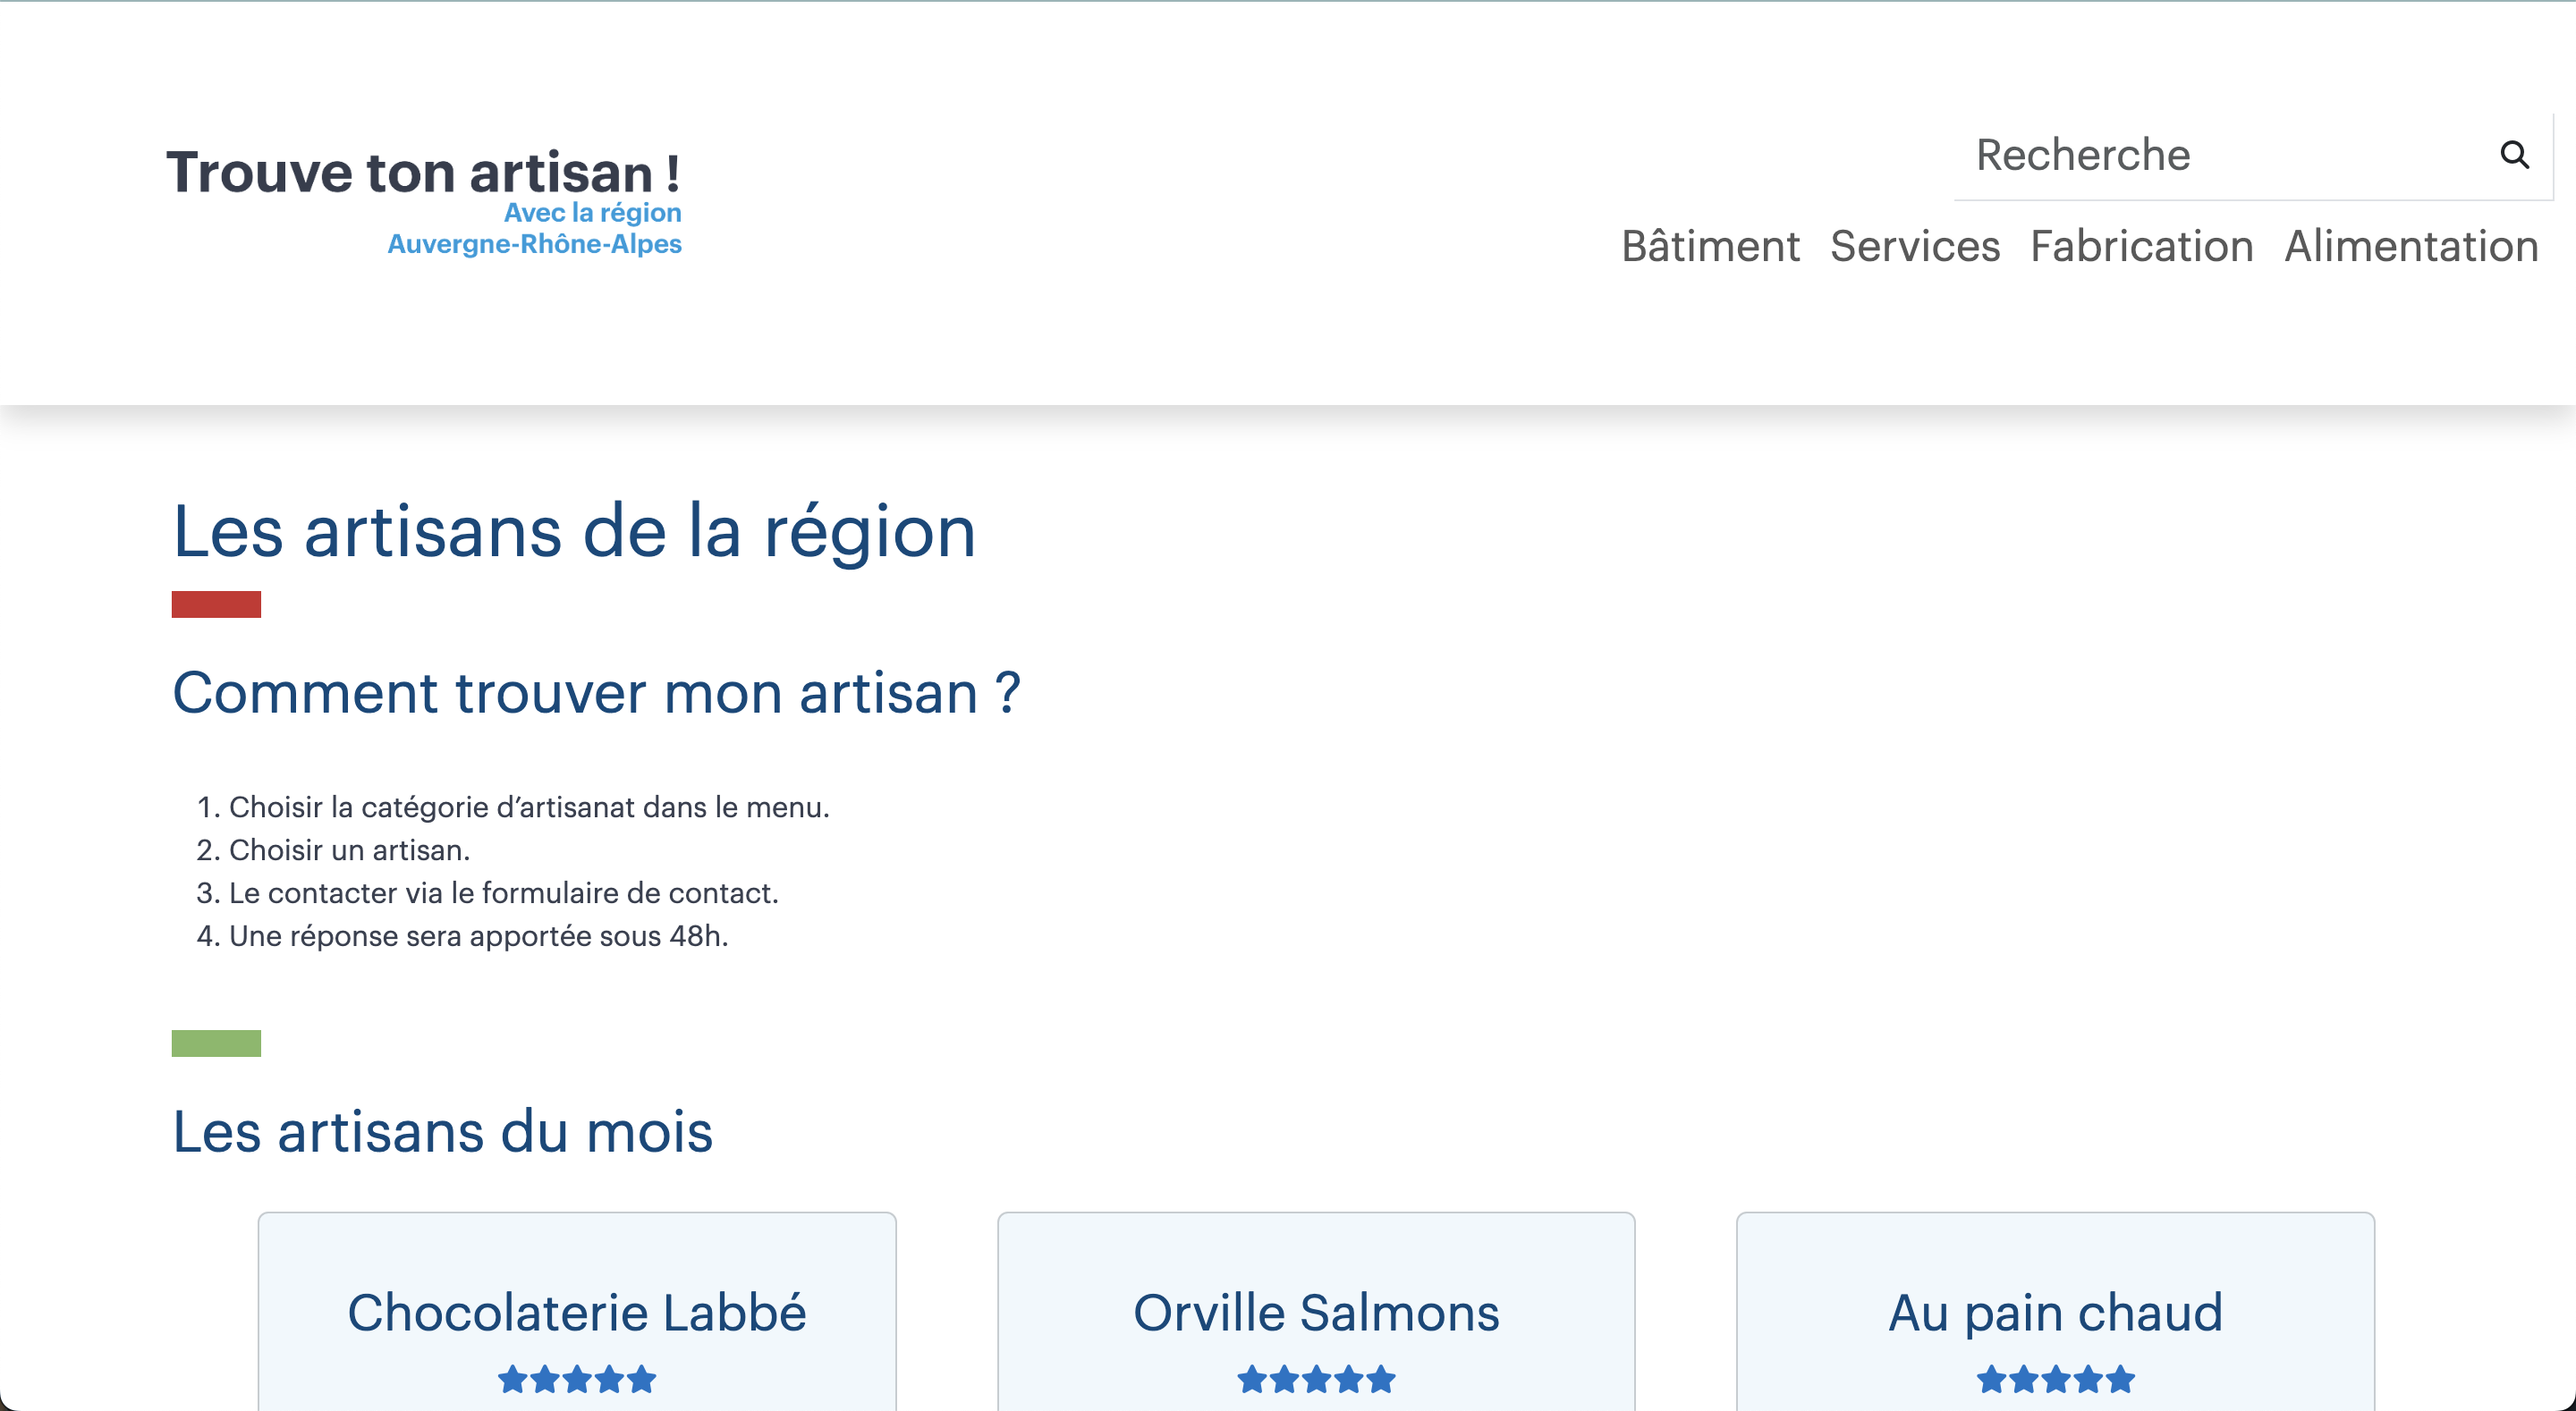 Trouve ton artisan !
Avec la région
Auvergne-Rhône-Alpes
Recherche
Bâtiment Services Fabrication Alimentation
Les artisans de la région
Comment trouver mon artisan ?
1. Choisir la catégorie d’artisanat dans le menu.
2. Choisir un artisan.
3. Le contacter via le formulaire de contact.
4. Une réponse sera apportée sous 48h.
Les artisans du mois
Chocolaterie Labbé
Orville Salmons
Au pain chaud